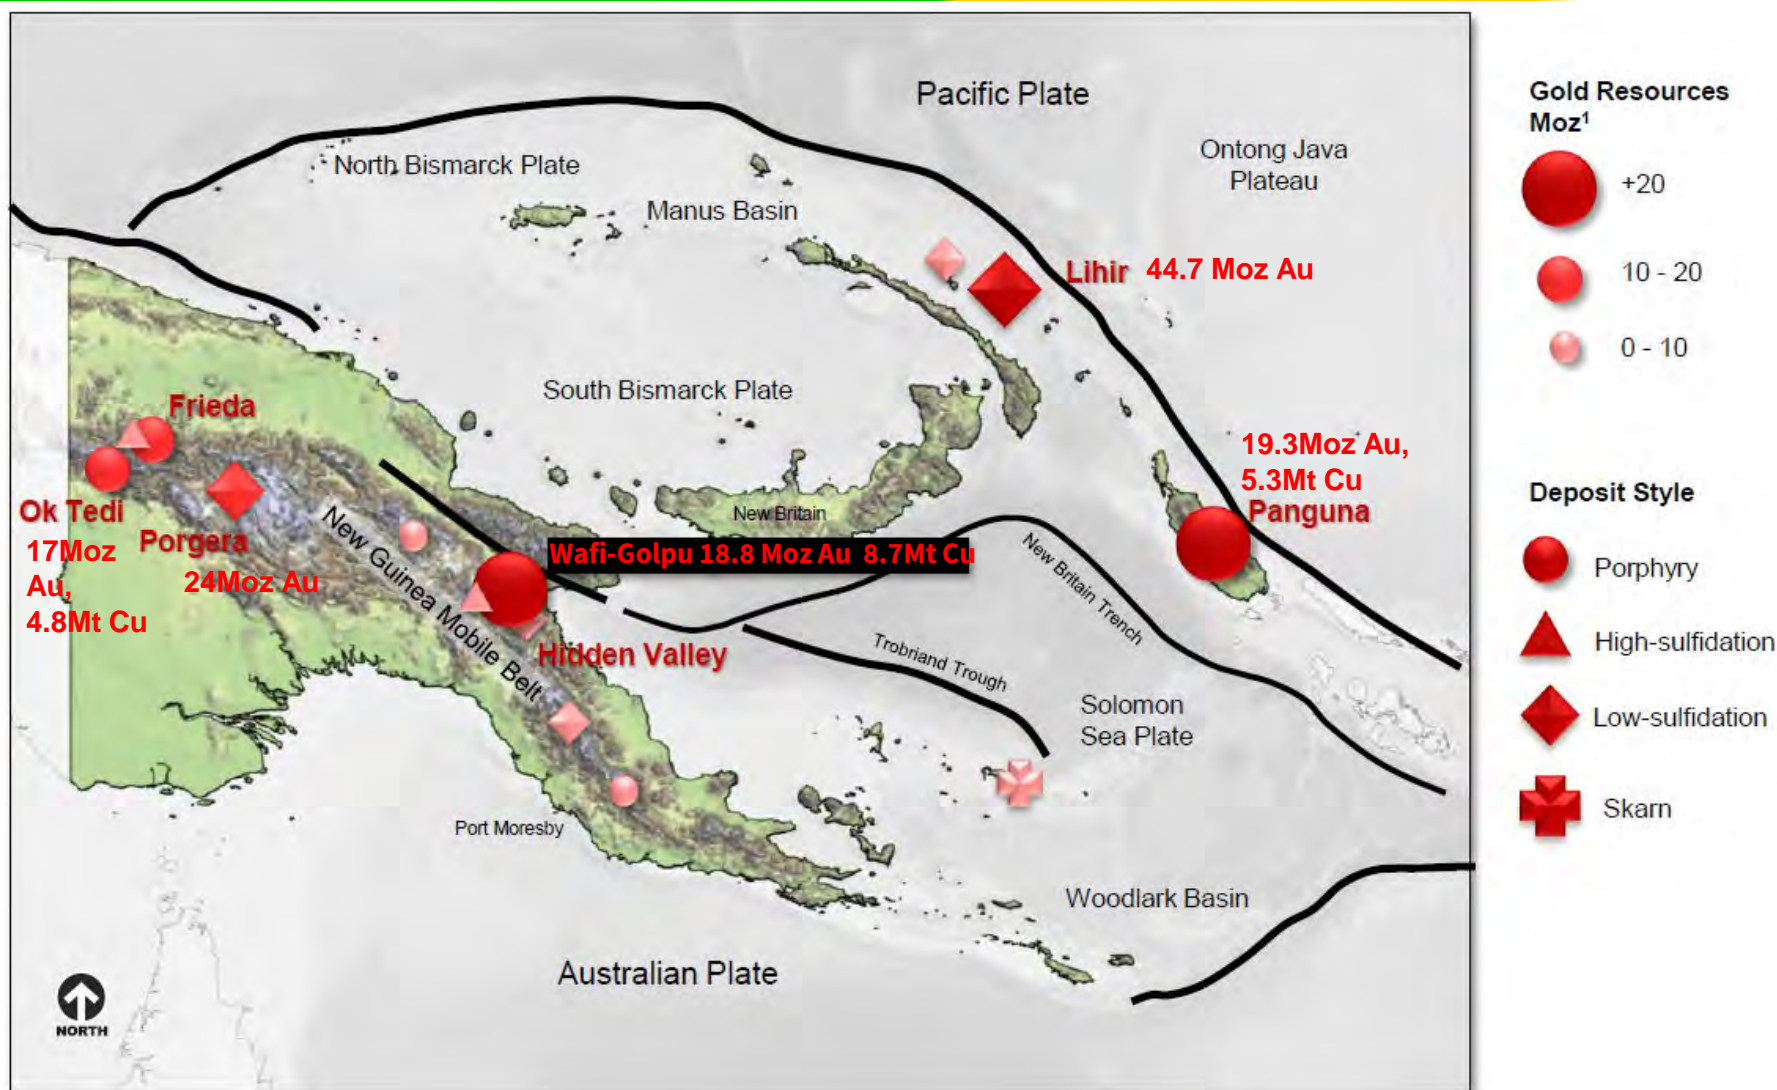 Pacific Plate
Ontong Java
Plateau
North Bismarck Plate
Manus Basin
Lihir 44.7 Moz Au
South Bismarck Plate
Frieda
19.3Moz Au,
5.3Mt Cu
Panguna
Ok Tedi
17Moz
Au,
4.8Mt Cu
Porgera
24Moz Au
New Britain
New Guinea Mobile Belt
Wafi-Golpu 18.8 Moz Au 8.7Mt Cu
New Britain Trench
Hidden Valley
Trobriand Trough
Solomon
Sea Plate
Port Moresby
Woodlark Basin
Australian Plate
NORTH
Gold Resources
Moz¹
+20
10 - 20
0 - 10
Deposit Style
Porphyry
High-sulfidation
Low-sulfidation
Skarn